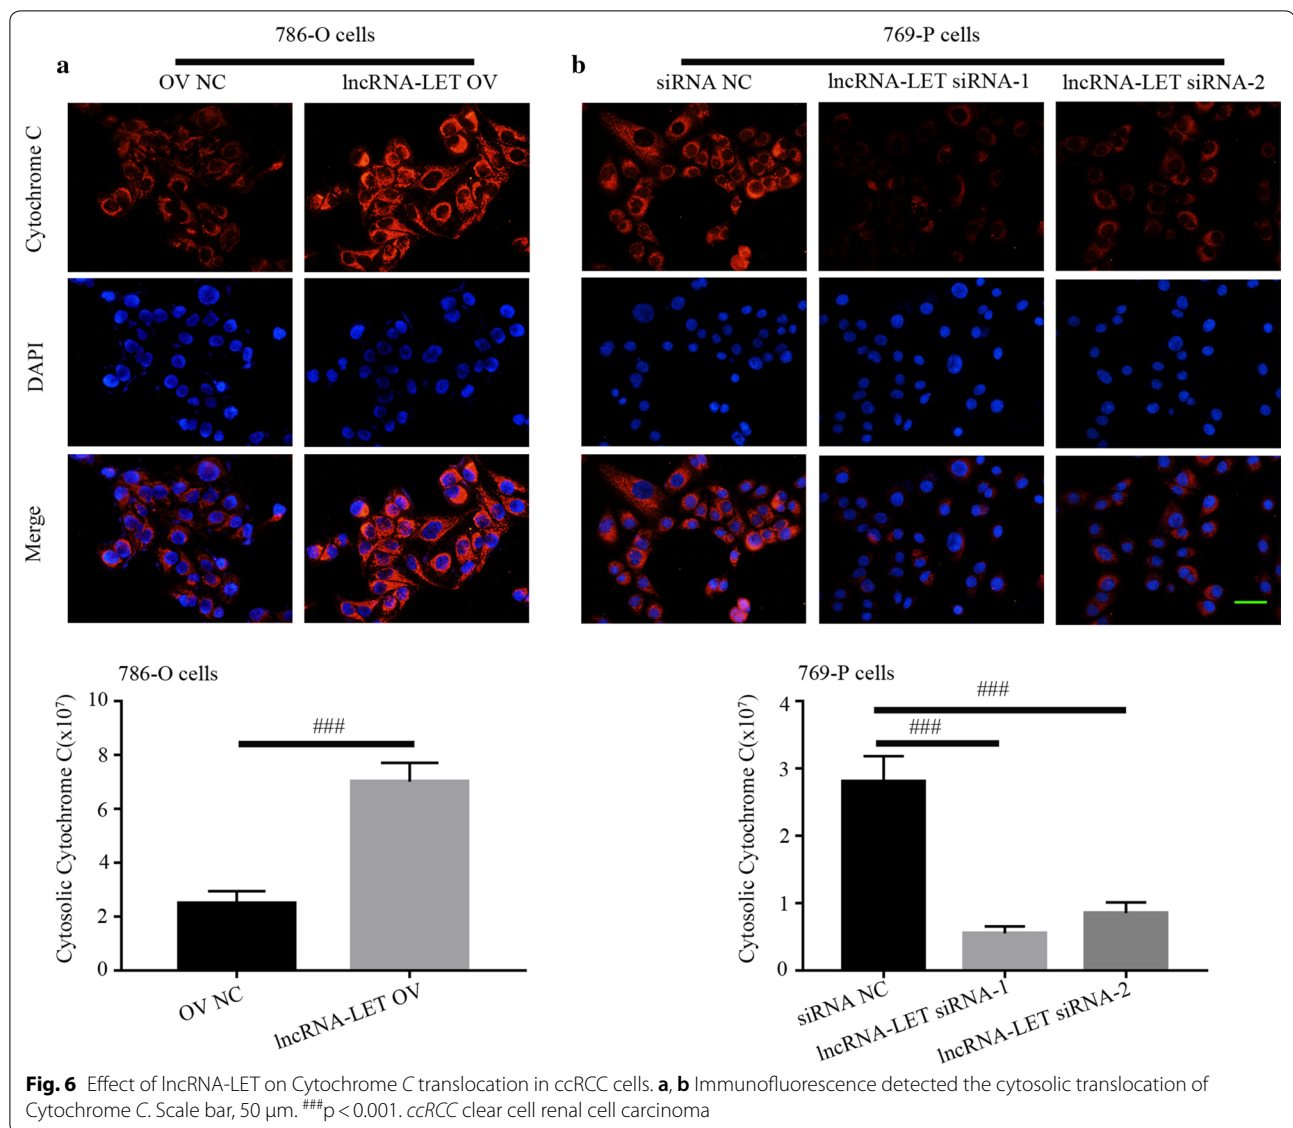 786-O cells
769-P cells
a
b
OV NC
lncRNA-LET OV
siRNA NC
lncRNA-LET siRNA-1
lncRNA-LET siRNA-2
Cytochrome C
DAPI
Merge
786-O cells
Cytosolic Cytochrome C(x10⁷)
10
8
6
4
2
0
###
OV NC
lncRNA-LET OV
769-P cells
Cytosolic Cytochrome C(x10⁷)
4
3
2
1
0
###
###
siRNA NC
lncRNA-LET siRNA-1
lncRNA-LET siRNA-2
Fig. 6 Effect of lncRNA-LET on Cytochrome C translocation in ccRCC cells. a, b Immunofluorescence detected the cytosolic translocation of
Cytochrome C. Scale bar, 50 μm. ###p < 0.001. ccRCC clear cell renal cell carcinoma